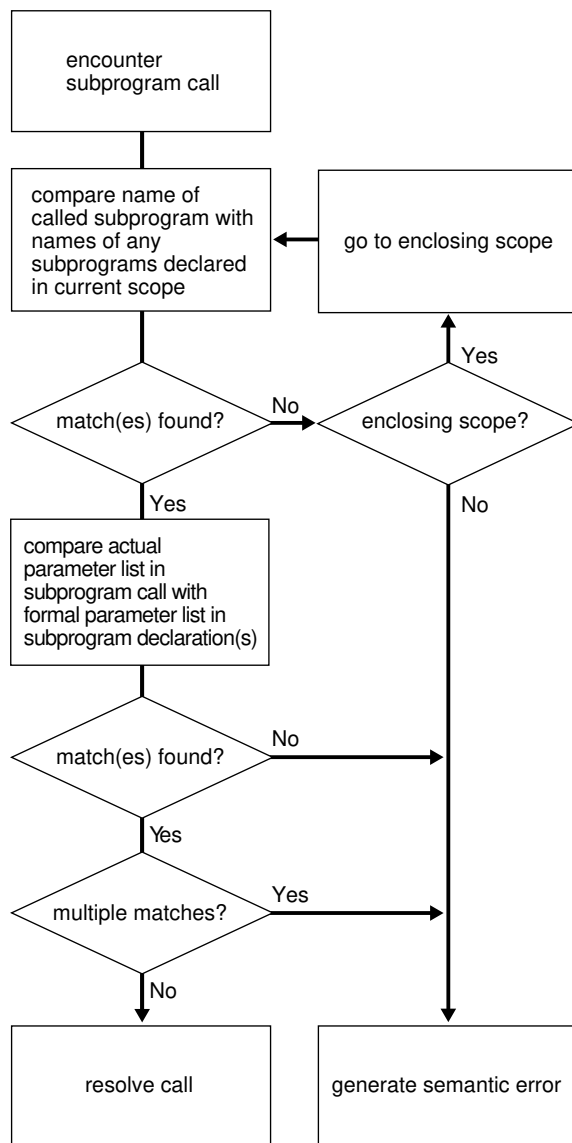 encounter
subprogram call
compare name of
called subprogram with
names of any
subprograms declared
in current scope
go to enclosing scope
Yes
match(es) found?
No
enclosing scope?
Yes
No
compare actual
parameter list in
subprogram call with
formal parameter list in
subprogram declaration(s)
match(es) found?
No
Yes
multiple matches?
Yes
No
resolve call
generate semantic error